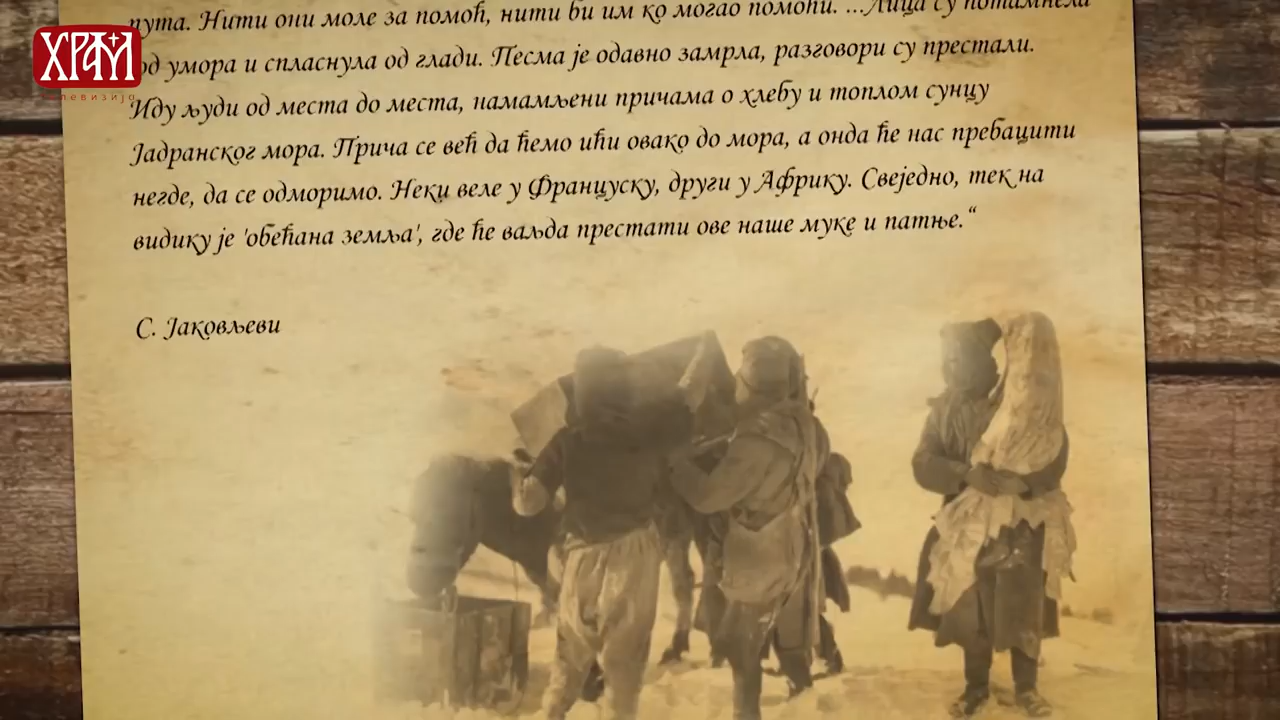 пута. Нити они моле за помоћ, нити би им ко могао помоћи. ...Лица су потамнела
ХРАМ
од умора и спласнула од глади. Песма је одавно замрла, разговори су престали.
телевизија
Иду људи од места до места, намамљени причама о хлебу и топлом сунцу
Јадранског мора. Прича се већ да ћемо ићи овако до мора, а онда ће нас пребацити
негде, да се одморимо. Неки веле у Француску, други у Африку. Свеједно, тек на
видику је 'обећана земља', где ће ваљда престати ове наше муке и патње.“
С. Јаковљеви